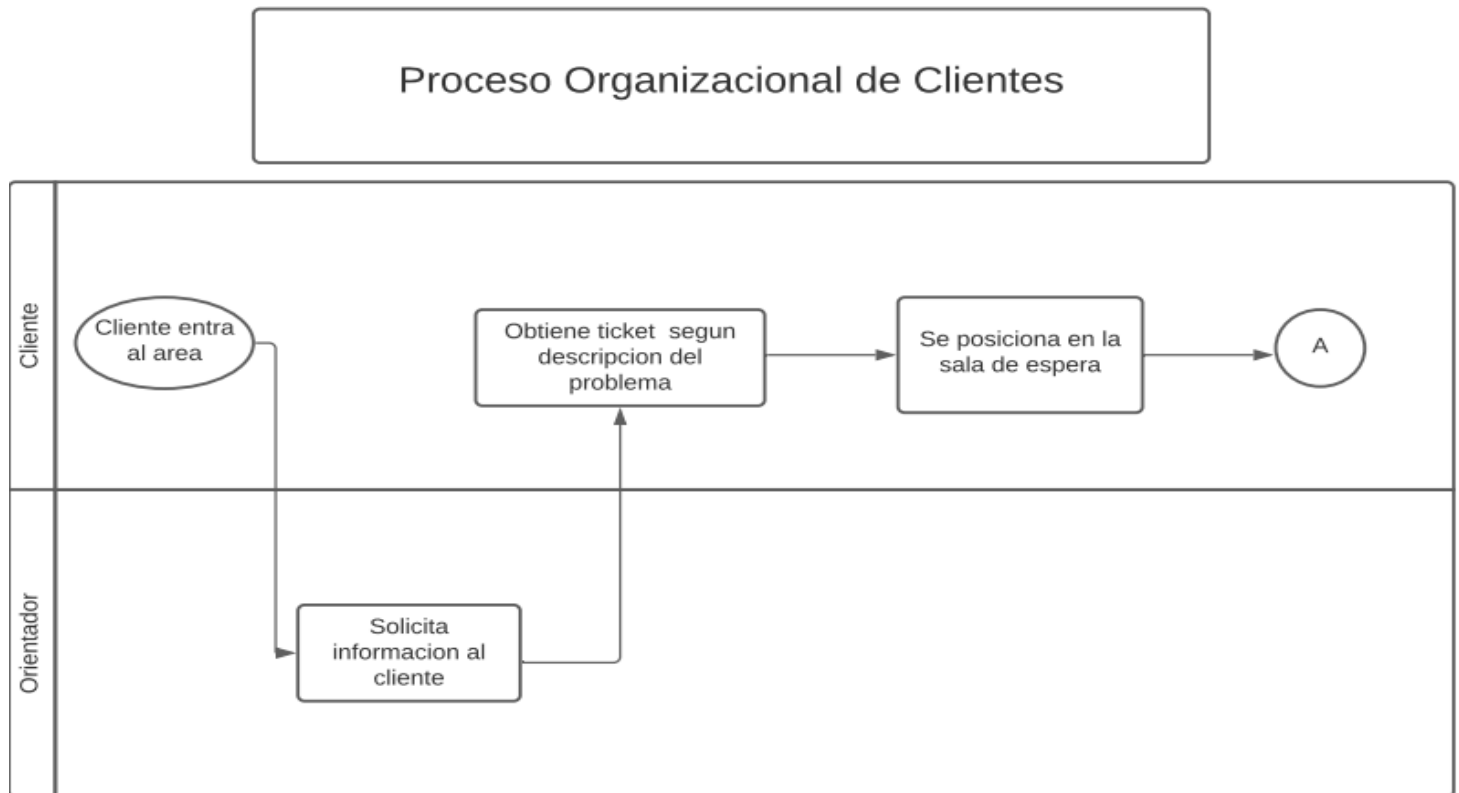 Proceso Organizacional de Clientes
Cliente
Cliente entra
al area
Obtiene ticket segun
descripcion del
problema
Se posiciona en la
sala de espera
A
Orientador
Solicita
informacion al
cliente